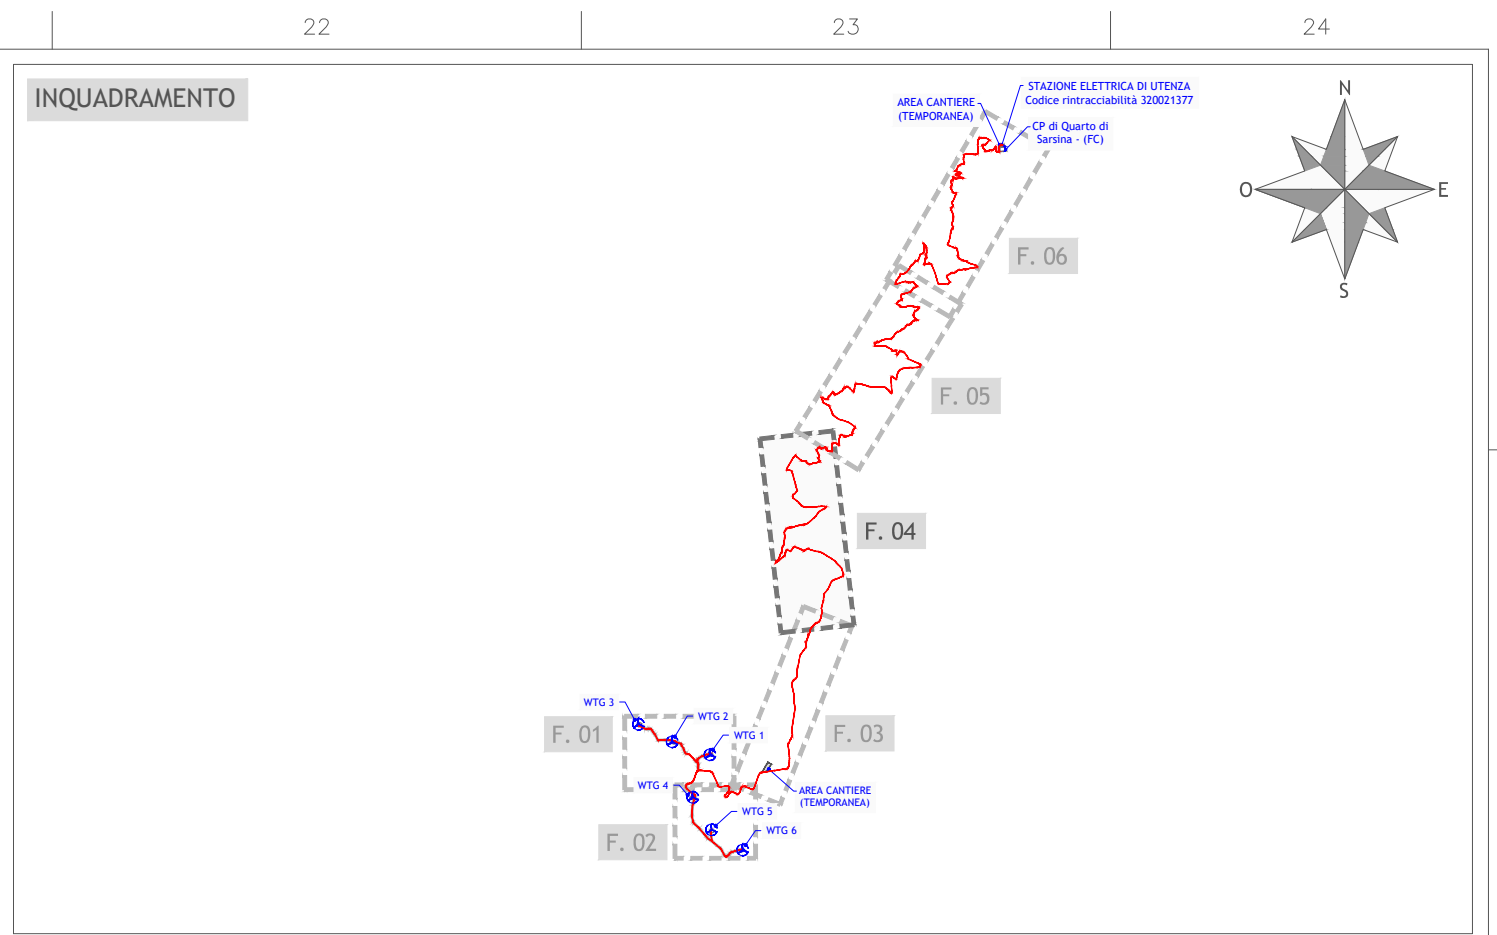 22
23
24
INQUADRAMENTO
STAZIONE ELETTRICA DI UTENZA
Codice rintracciabilità 320021377
AREA CANTIERE
(TEMPORANEA)
CP di Quarto di
Sarsina - (FC)
N
O
E
S
F. 06
F. 05
F. 04
WTG 3
WTG 2
F. 01
WTG 1
F. 03
WTG 4
AREA CANTIERE
(TEMPORANEA)
WTG 5
WTG 6
F. 02